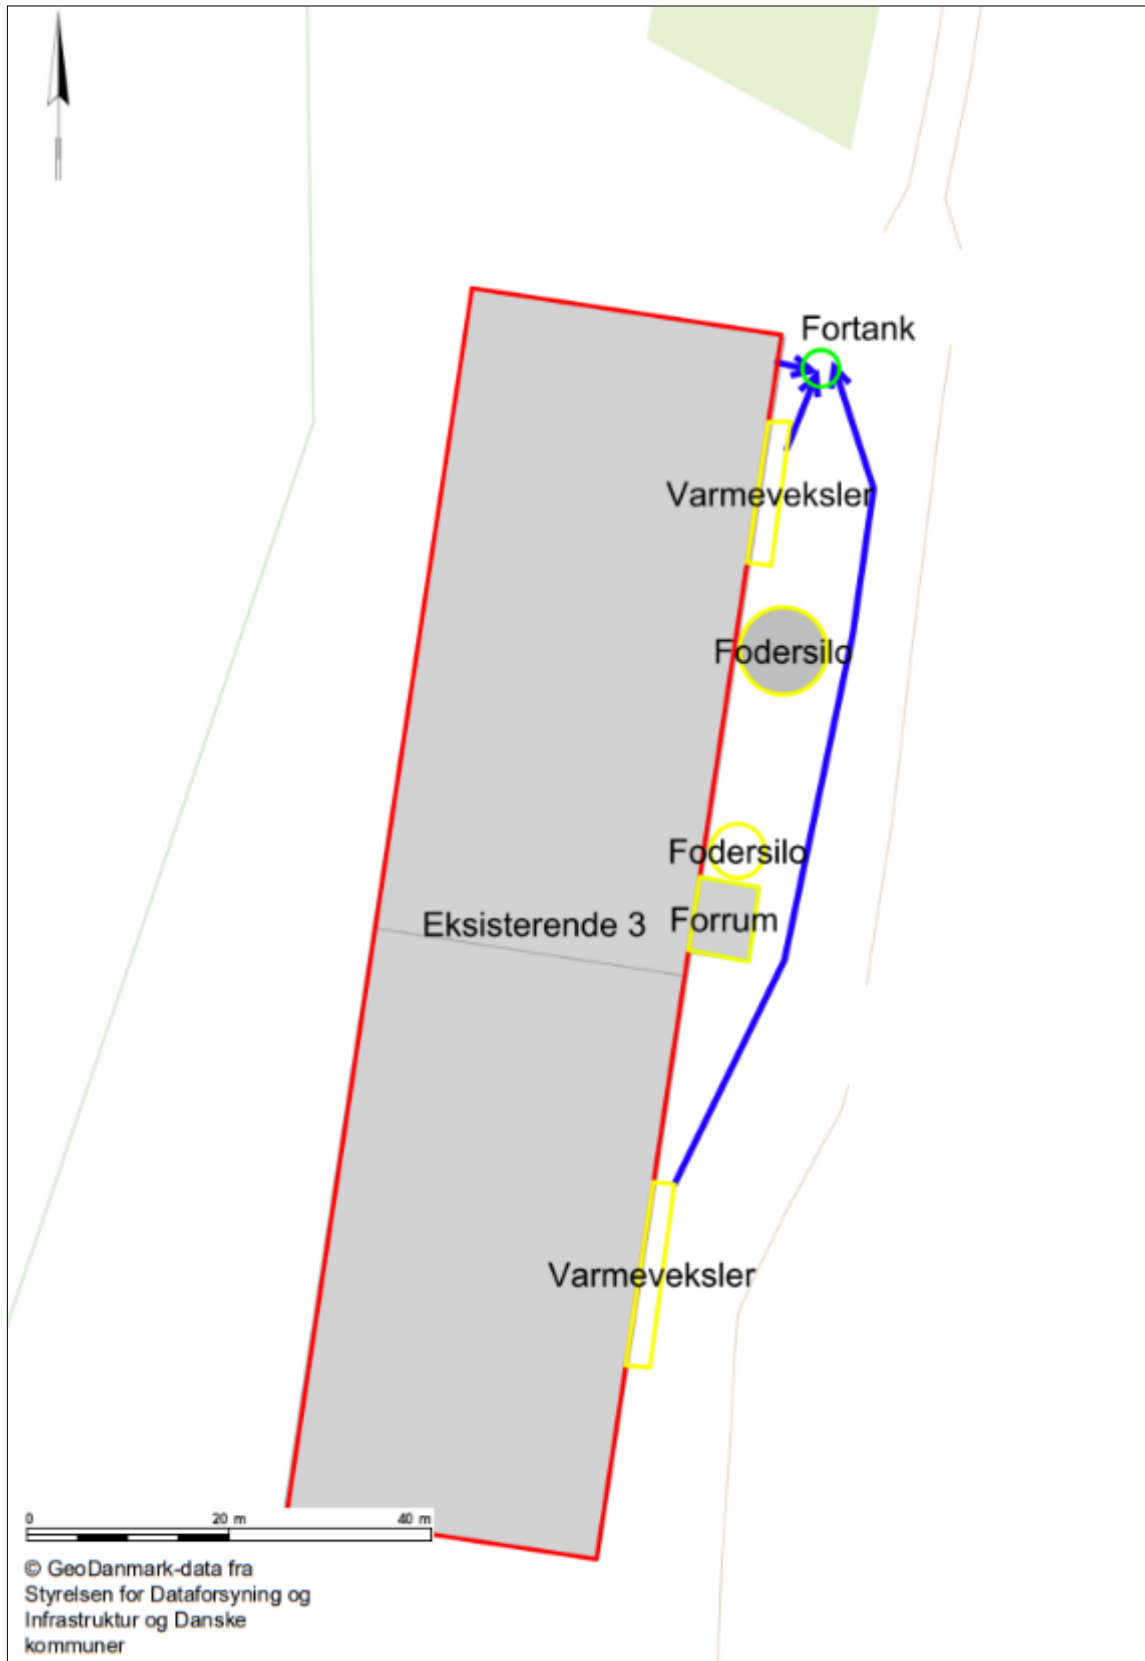 Fortank
Varmeveksler
Fodersilo
Fodersilo
Eksisterende 3
Forrum
Varmeveksler
0 20 m 40 m
© GeoDanmark-data fra
Styrelsen for Dataforsyning og
Infrastruktur og Danske
kommuner